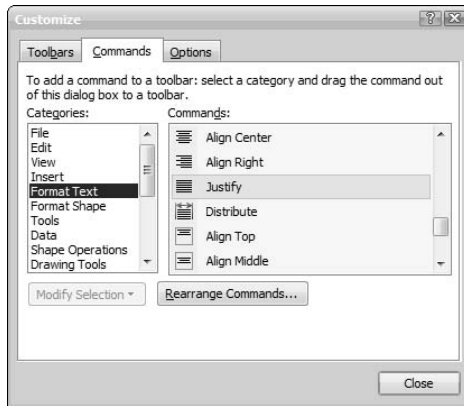 Customize
Toolbars Commands Options
To add a command to a toolbar: select a category and drag the command out
of this dialog box to a toolbar.
Categories: Commands:
File
Edit
View
Insert
Format Text
Format Shape
Tools
Data
Shape Operations
Drawing Tools
Align Center
Align Right
Justify
Distribute
Align Top
Align Middle
Modify Selection Rearrange Commands...
Close